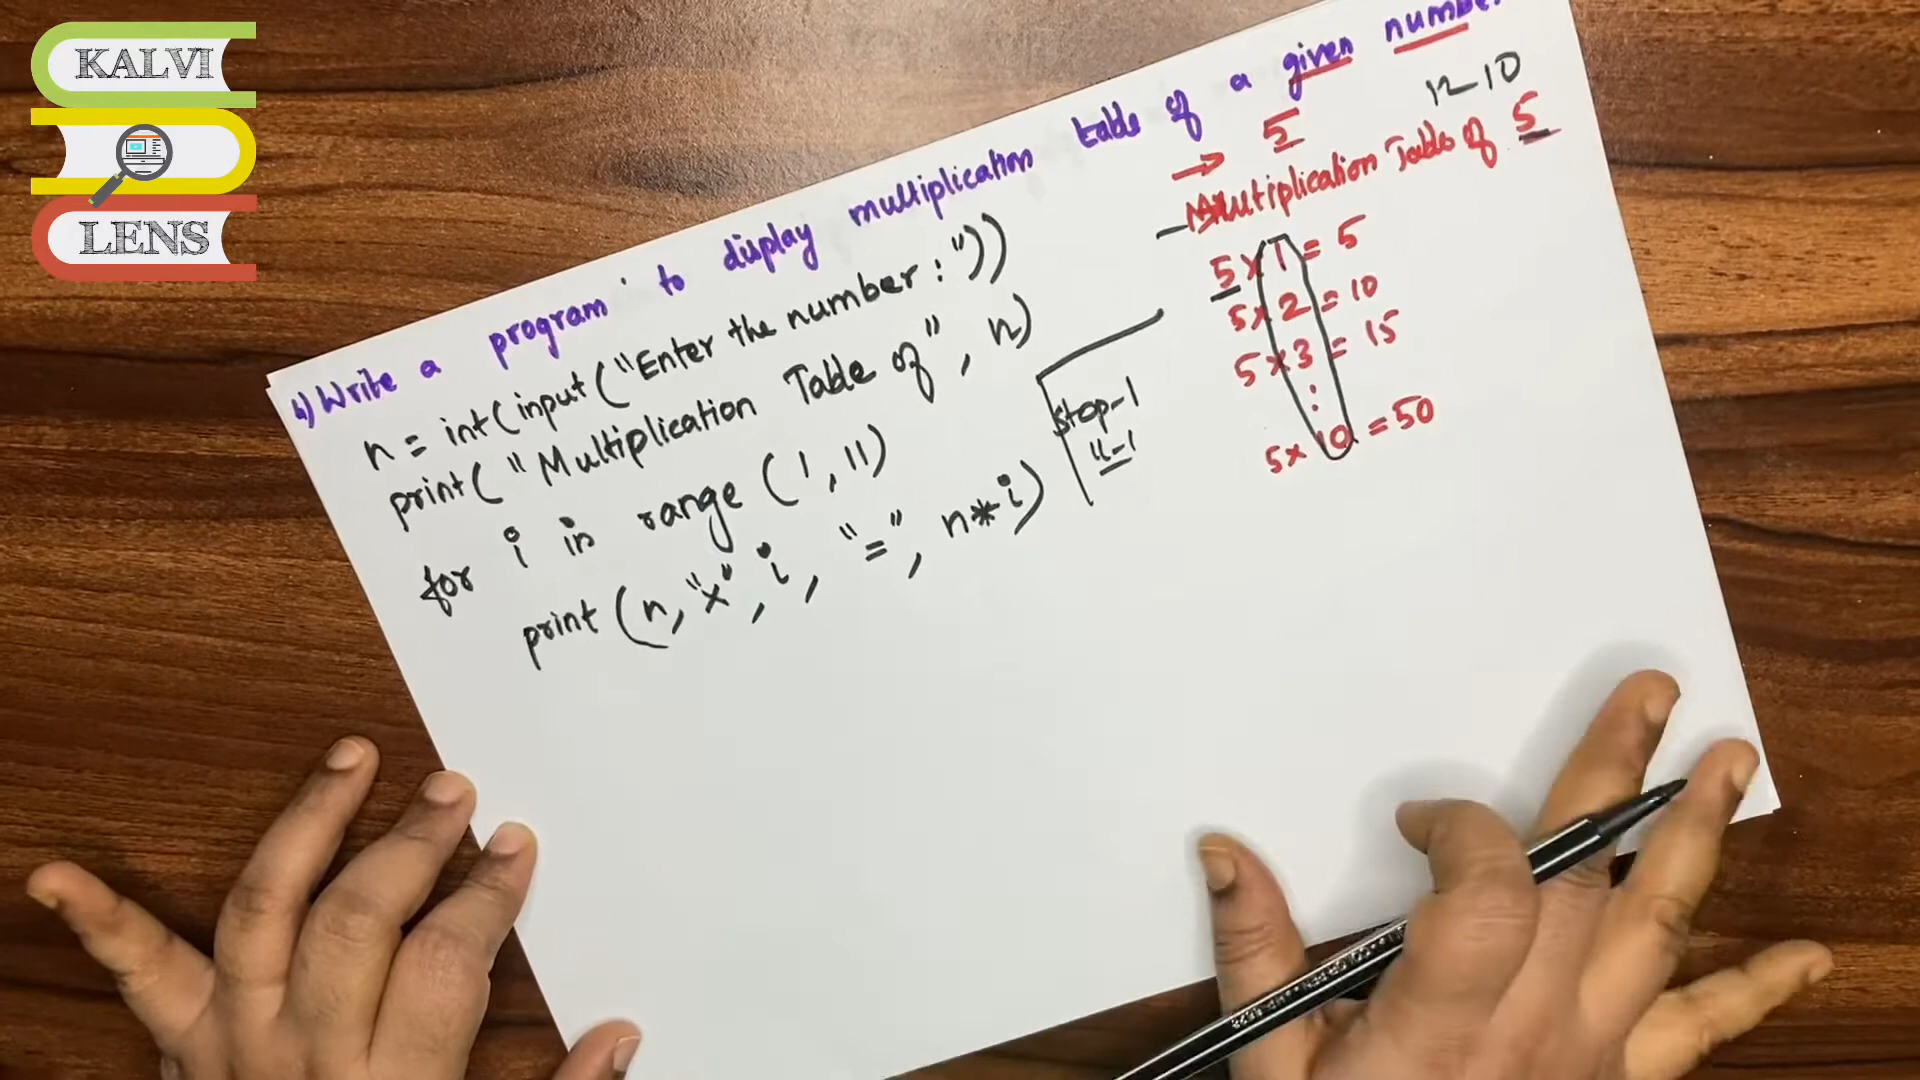 KALVI
LENS
4) Write a program to display multiplication table of a given number
n = int(input("Enter the number:"))
print("Multiplication Table of", n)
for i in range (1, 11)
print (n, "x", i, "=", n*i)
stop-1
11-1
→ 5
1-10
Multiplication Table of 5
5 x 1 = 5
5 x 2 = 10
5 x 3 = 15
⋮
5 x 10 = 50